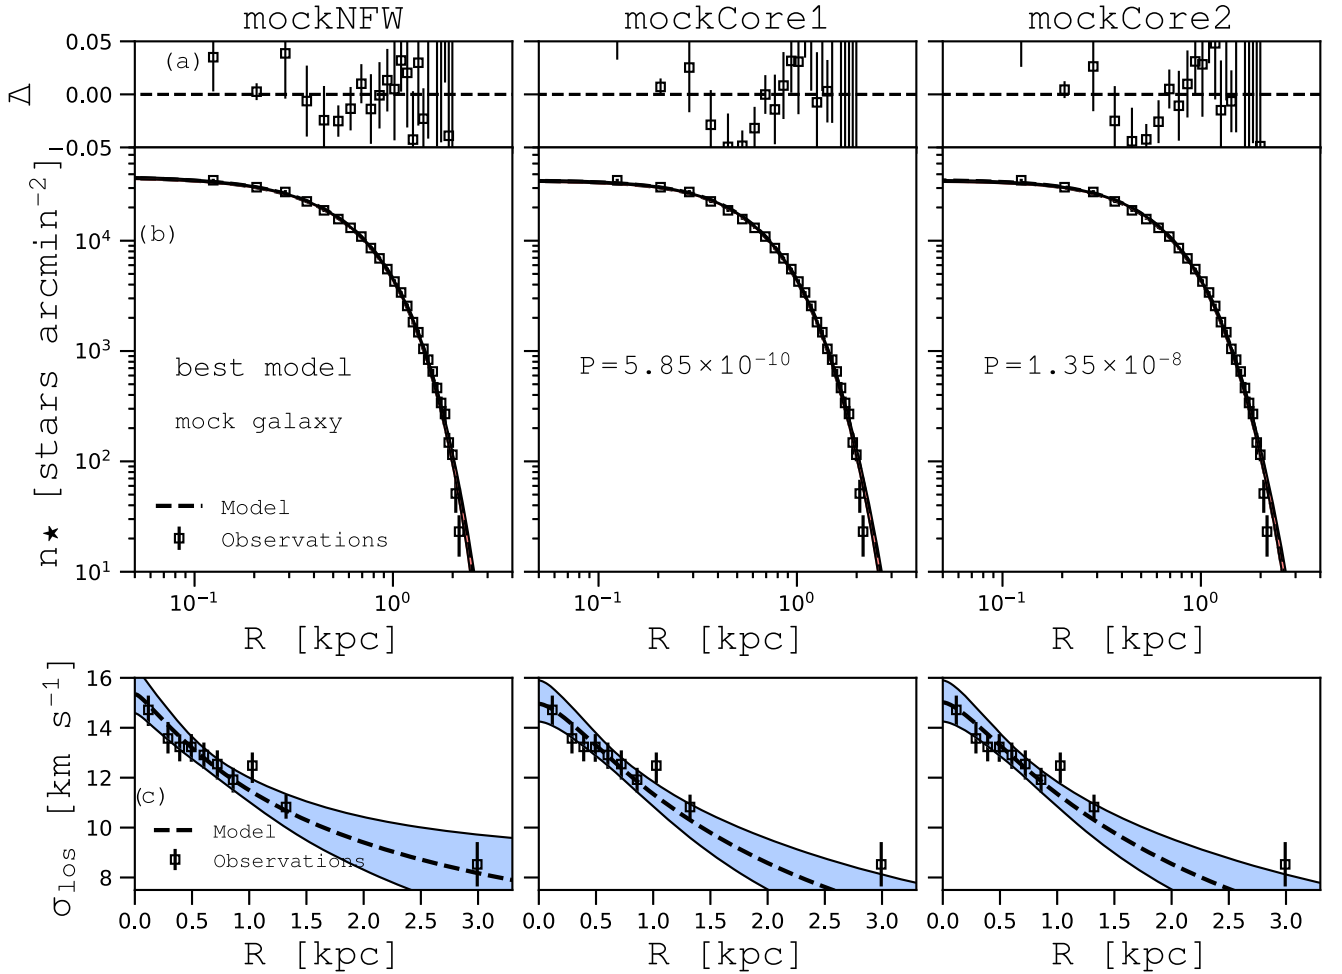 mockNFW mockCore1 mockCore2
Δ
0.05
0.00
−0.05
(a)
n★ [stars arcmin⁻²]
10⁴
10³
10²
10¹
(b)
best model
mock galaxy
Model
Observations
P=5.85×10⁻¹⁰
P=1.35×10⁻⁸
10⁻¹ 10⁰ 10⁻¹ 10⁰ 10⁻¹ 10⁰
R [kpc] R [kpc] R [kpc]
σlos [km s⁻¹]
16
14
12
10
8
(c)
Model
Observations
0.0 0.5 1.0 1.5 2.0 2.5 3.0 0.0 0.5 1.0 1.5 2.0 2.5 3.0 0.0 0.5 1.0 1.5 2.0 2.5 3.0
R [kpc] R [kpc] R [kpc]